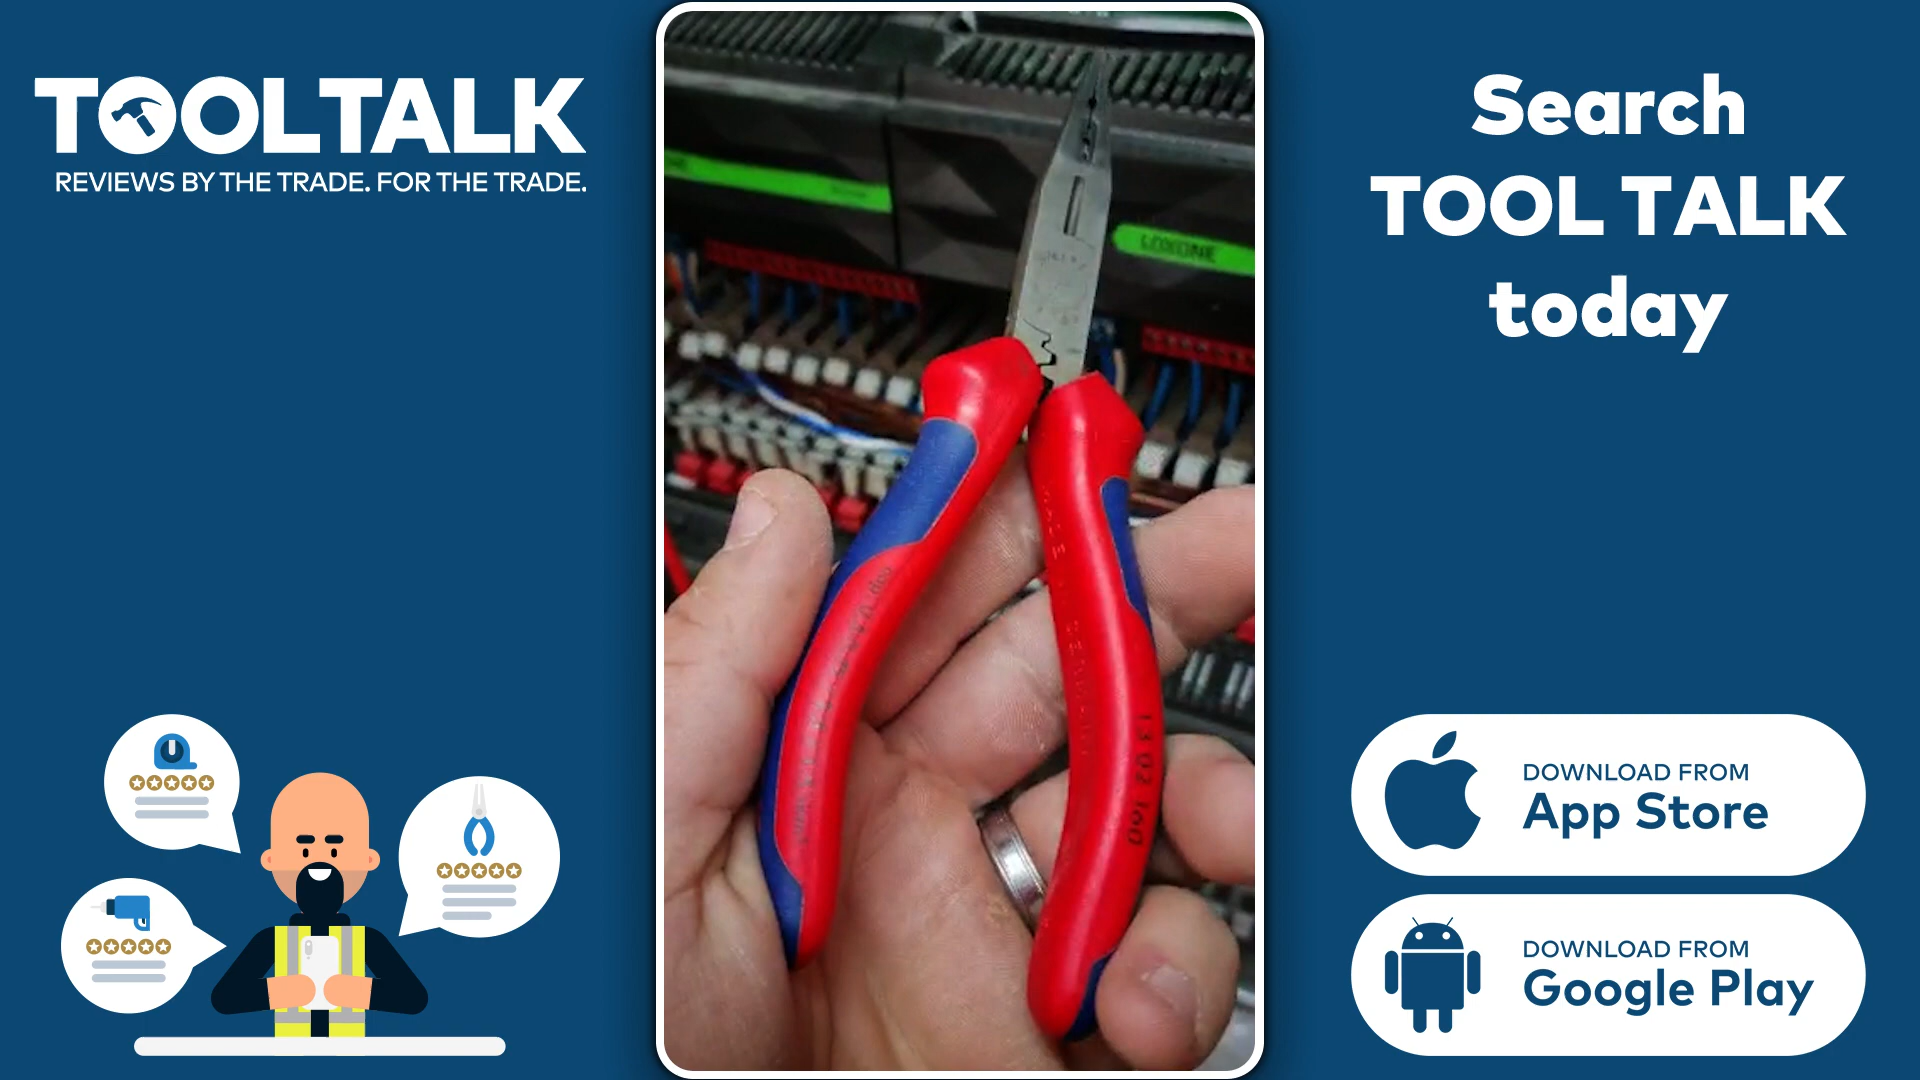 TOOLTALK
REVIEWS BY THE TRADE. FOR THE TRADE.
Search
TOOL TALK
today
LOXONE
13 02 160
DOWNLOAD FROM
App Store
DOWNLOAD FROM
Google Play